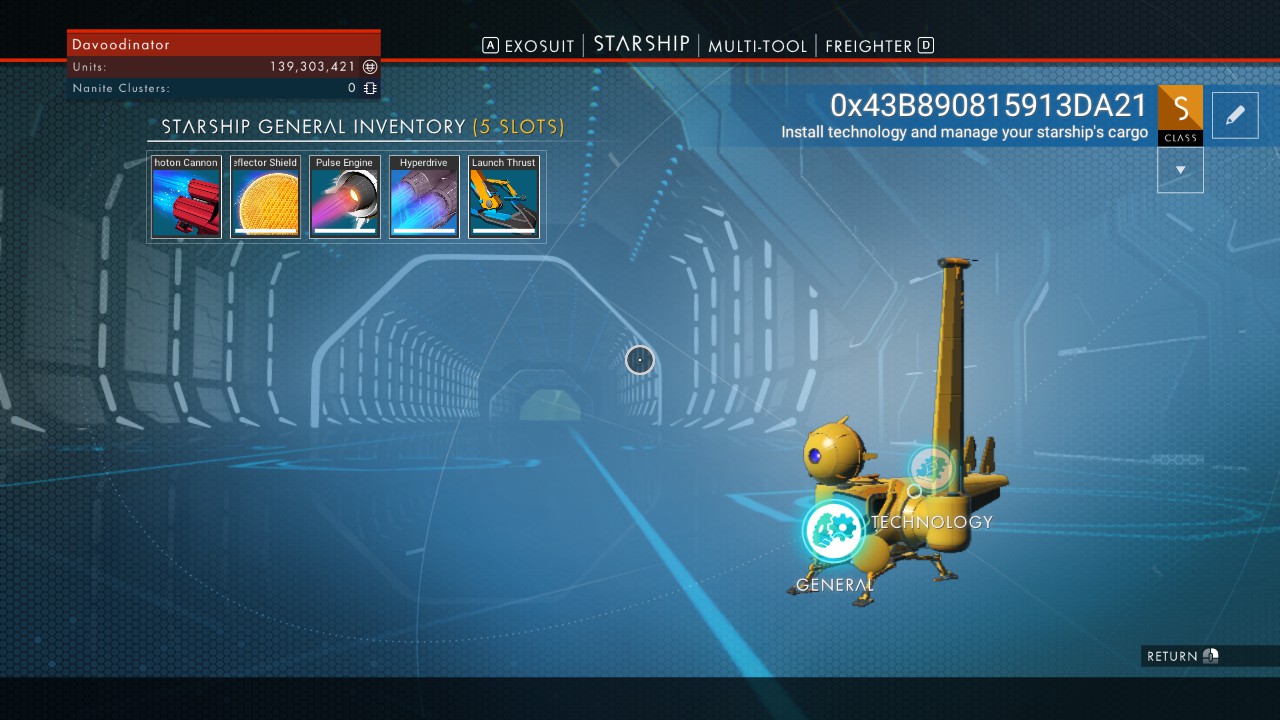 Davoodinator
Units: 139,303,421
Nanite Clusters: 0
A EXOSUIT STARSHIP MULTI-TOOL FREIGHTER D
0x43B890815913DA21
Install technology and manage your starship's cargo
S
CLASS
STARSHIP GENERAL INVENTORY (5 SLOTS)
hoton Cannon eflector Shield Pulse Engine Hyperdrive Launch Thrust
TECHNOLOGY
GENERAL
RETURN